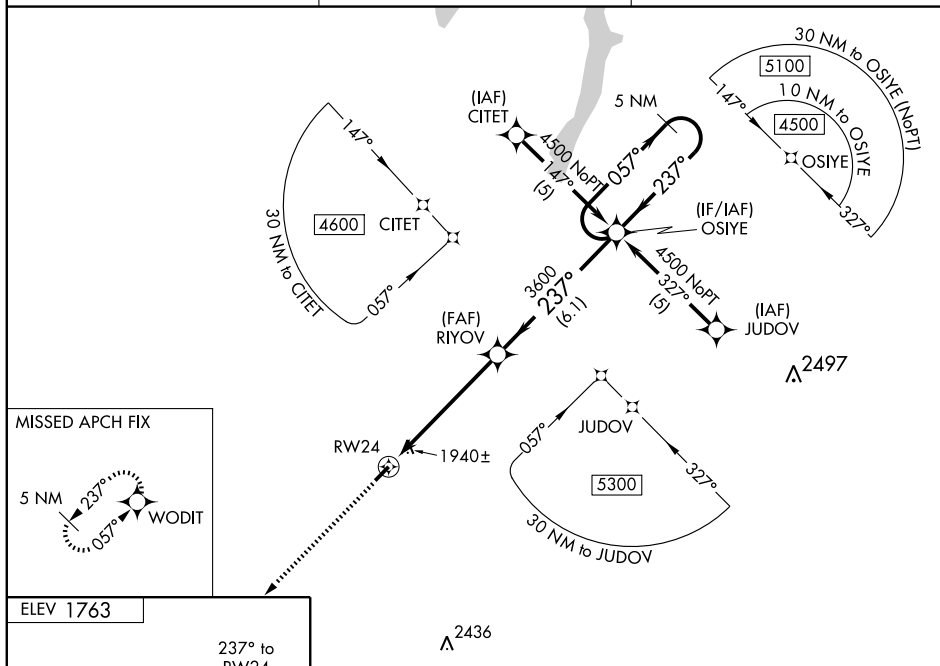 30 NM to OSIYE (NoPT)
5100
147°
10 NM to OSIYE
4500
OSIYE
327°
(IAF)
CITET
5 NM
4500 NoPT
147°
(5)
057°
237°
147°
4600
CITET
30 NM to CITET
057°
(IF/IAF)
OSIYE
4500 NoPT
327°
(5)
(IAF)
JUDOV
3600
237°
(6.1)
(FAF)
RIYOV
2497
JUDOV
057°
327°
5300
30 NM to JUDOV
RW24
1940±
MISSED APCH FIX
5 NM
237°
057°
WODIT
ELEV 1763
237° to
RW24
2436